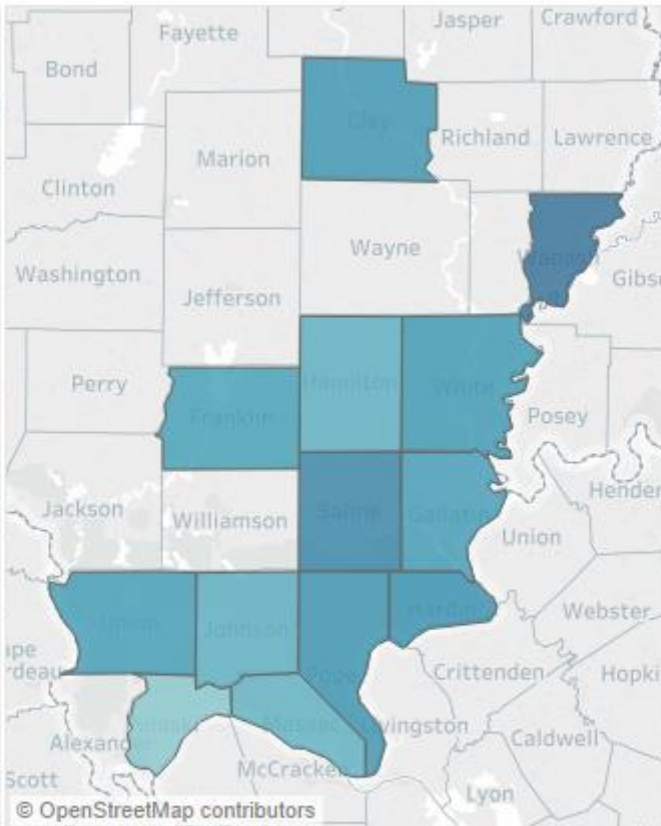 Fayette
Jasper
Crawford
Bond
Clay
Richland
Lawrence
Marion
Clinton
Wayne
Wabash
Washington
Gibs
Jefferson
Perry
Hamilton
White
Franklin
Posey
Jackson
Williamson
Saline
Gallatin
Hender
Union
Union
Johnson
Hardin
Webster
ape
rdeau
Pope
Crittenden
Hopki
Pulaski
Massac
ivingston
Alexander
Caldwell
Scott
McCracken
Lyon
© OpenStreetMap contributors